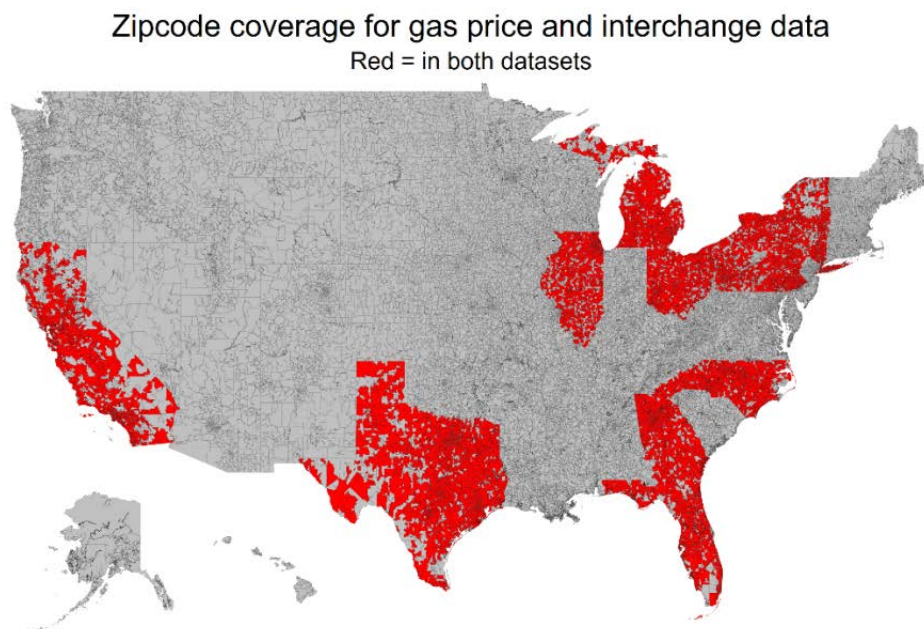 Zipcode coverage for gas price and interchange data
Red = in both datasets